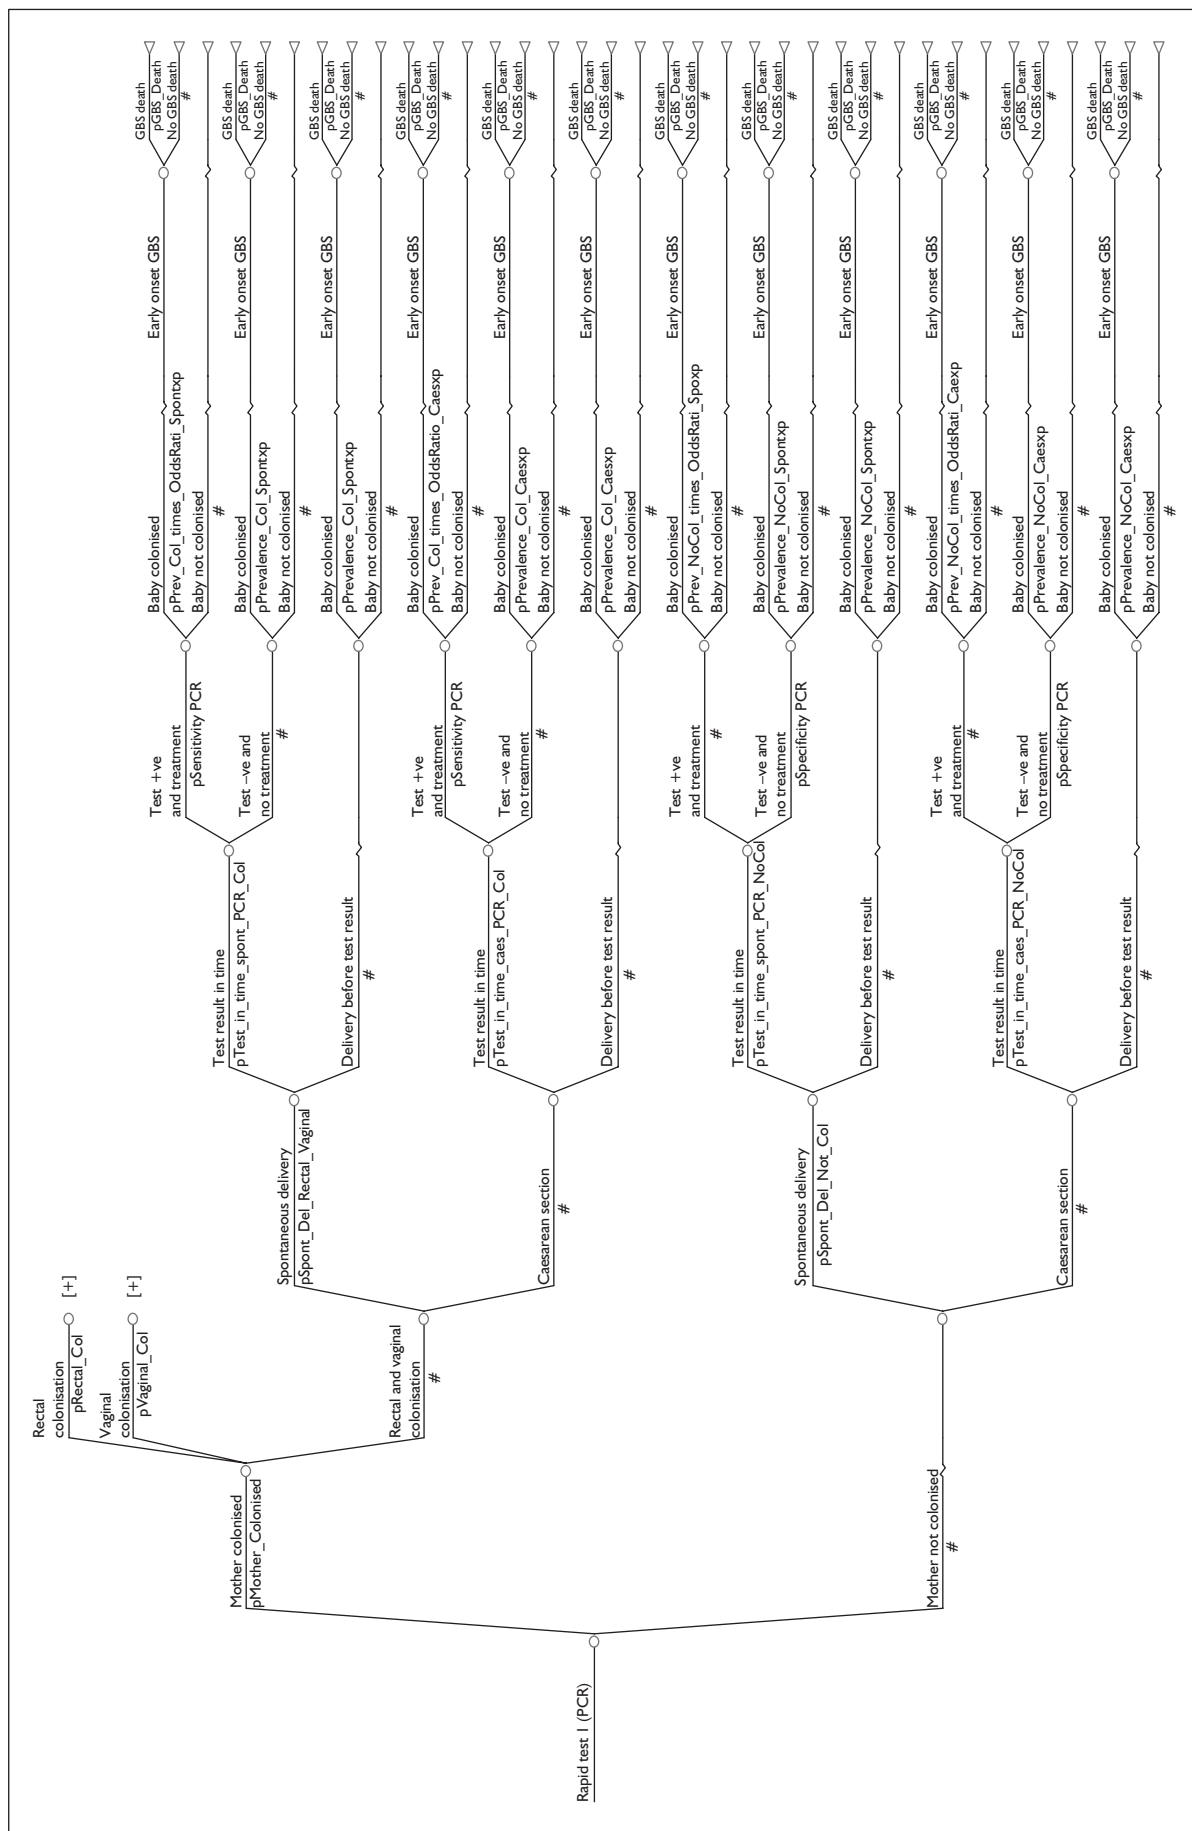 Rapid test 1 (PCR)
Mother colonised
pMother_Colonised
Rectal
colonisation
pRectal_Col
[+]
Vaginal
colonisation
pVaginal_Col
[+]
Rectal and vaginal
colonisation
#
Spontaneous delivery
pSpont_Del_Rectal_Vaginal
Test result in time
pTest_in_time_spont_PCR_Col
Test +ve
and treatment
pSensitivity PCR
Baby colonised
pPrev_Col_times_OddsRati_Spontxp
Early onset GBS
GBS death
pGBS_Death
No GBS death
#
Baby not colonised
#
Test –ve and
no treatment
#
Baby colonised
pPrevalence_Col_Spontxp
Early onset GBS
GBS death
pGBS_Death
No GBS death
#
Baby not colonised
#
Delivery before test result
#
Baby colonised
pPrevalence_Col_Spontxp
Early onset GBS
GBS death
pGBS_Death
No GBS death
#
Baby not colonised
#
Caesarean section
#
Test result in time
pTest_in_time_caes_PCR_Col
Test +ve
and treatment
pSensitivity PCR
Baby colonised
pPrev_Col_times_OddsRatio_Caesxp
Early onset GBS
GBS death
pGBS_Death
No GBS death
#
Baby not colonised
#
Test –ve and
no treatment
#
Baby colonised
pPrevalence_Col_Caesxp
Early onset GBS
GBS death
pGBS_Death
No GBS death
#
Baby not colonised
#
Delivery before test result
#
Baby colonised
pPrevalence_Col_Caesxp
Early onset GBS
GBS death
pGBS_Death
No GBS death
#
Baby not colonised
#
Mother not colonised
#
Spontaneous delivery
pSpont_Del_Not_Col
Test result in time
pTest_in_time_spont_PCR_NoCol
Test +ve
and treatment
#
Baby colonised
pPrev_NoCol_times_OddsRati_Spoxp
Early onset GBS
GBS death
pGBS_Death
No GBS death
#
Baby not colonised
#
Test –ve and
no treatment
pSpecificity PCR
Baby colonised
pPrevalence_NoCol_Spontxp
Early onset GBS
GBS death
pGBS_Death
No GBS death
#
Baby not colonised
#
Delivery before test result
#
Baby colonised
pPrevalence_NoCol_Spontxp
Early onset GBS
GBS death
pGBS_Death
No GBS death
#
Baby not colonised
#
Caesarean section
#
Test result in time
pTest_in_time_caes_PCR_NoCol
Test +ve
and treatment
#
Baby colonised
pPrev_NoCol_times_OddsRati_Caexp
Early onset GBS
GBS death
pGBS_Death
No GBS death
#
Baby not colonised
#
Test –ve and
no treatment
pSpecificity PCR
Baby colonised
pPrevalence_NoCol_Caesxp
Early onset GBS
GBS death
pGBS_Death
No GBS death
#
Baby not colonised
#
Delivery before test result
#
Baby colonised
pPrevalence_NoCol_Caesxp
Early onset GBS
GBS death
pGBS_Death
No GBS death
#
Baby not colonised
#